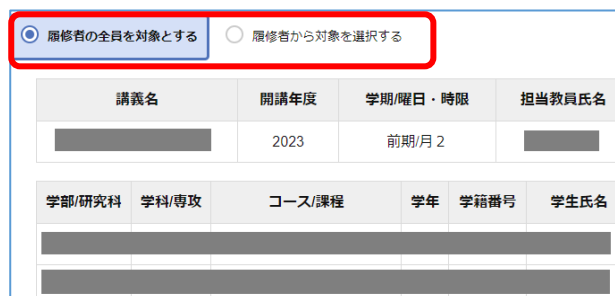 履修者の全員を対象とする 履修者から対象を選択する
講義名 開講年度 学期/曜日・時限 担当教員氏名
2023 前期/月2
学部/研究科 学科/専攻 コース/課程 学年 学籍番号 学生氏名